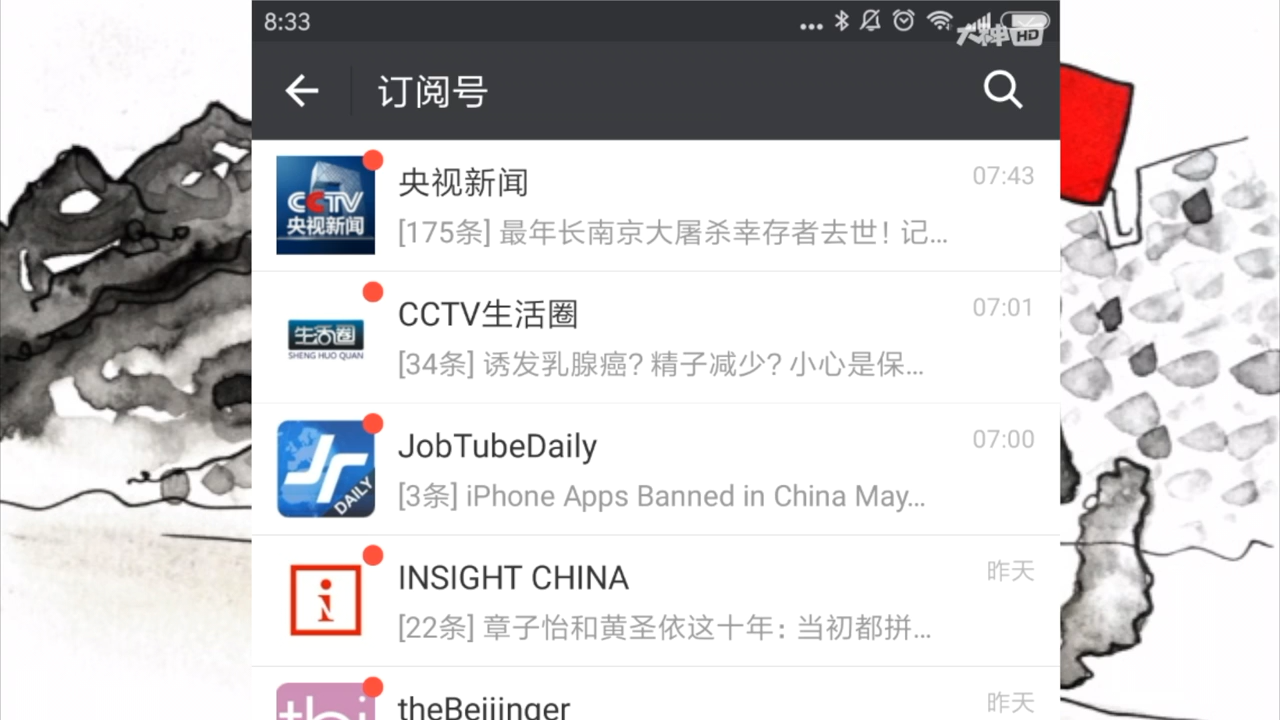 8:33
大神HD
订阅号
CCTV
央视新闻
央视新闻
07:43
[175条] 最年长南京大屠杀幸存者去世！记...
生活圈
SHENG HUO QUAN
CCTV生活圈
07:01
[34条] 诱发乳腺癌？精子减少？小心是保...
DAILY
JobTubeDaily
07:00
[3条] iPhone Apps Banned in China May...
i
INSIGHT CHINA
昨天
[22条] 章子怡和黄圣依这十年：当初都拼...
tbj
theBeijinger
昨天